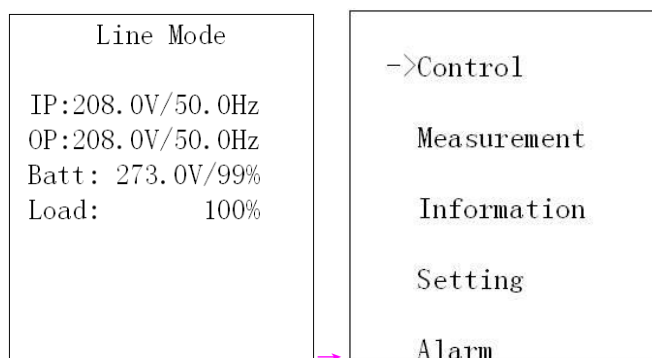 Line Mode
IP:208.0V/50.0Hz
OP:208.0V/50.0Hz
Batt: 273.0V/99%
Load: 100%
->Control
Measurement
Information
Setting
Alarm